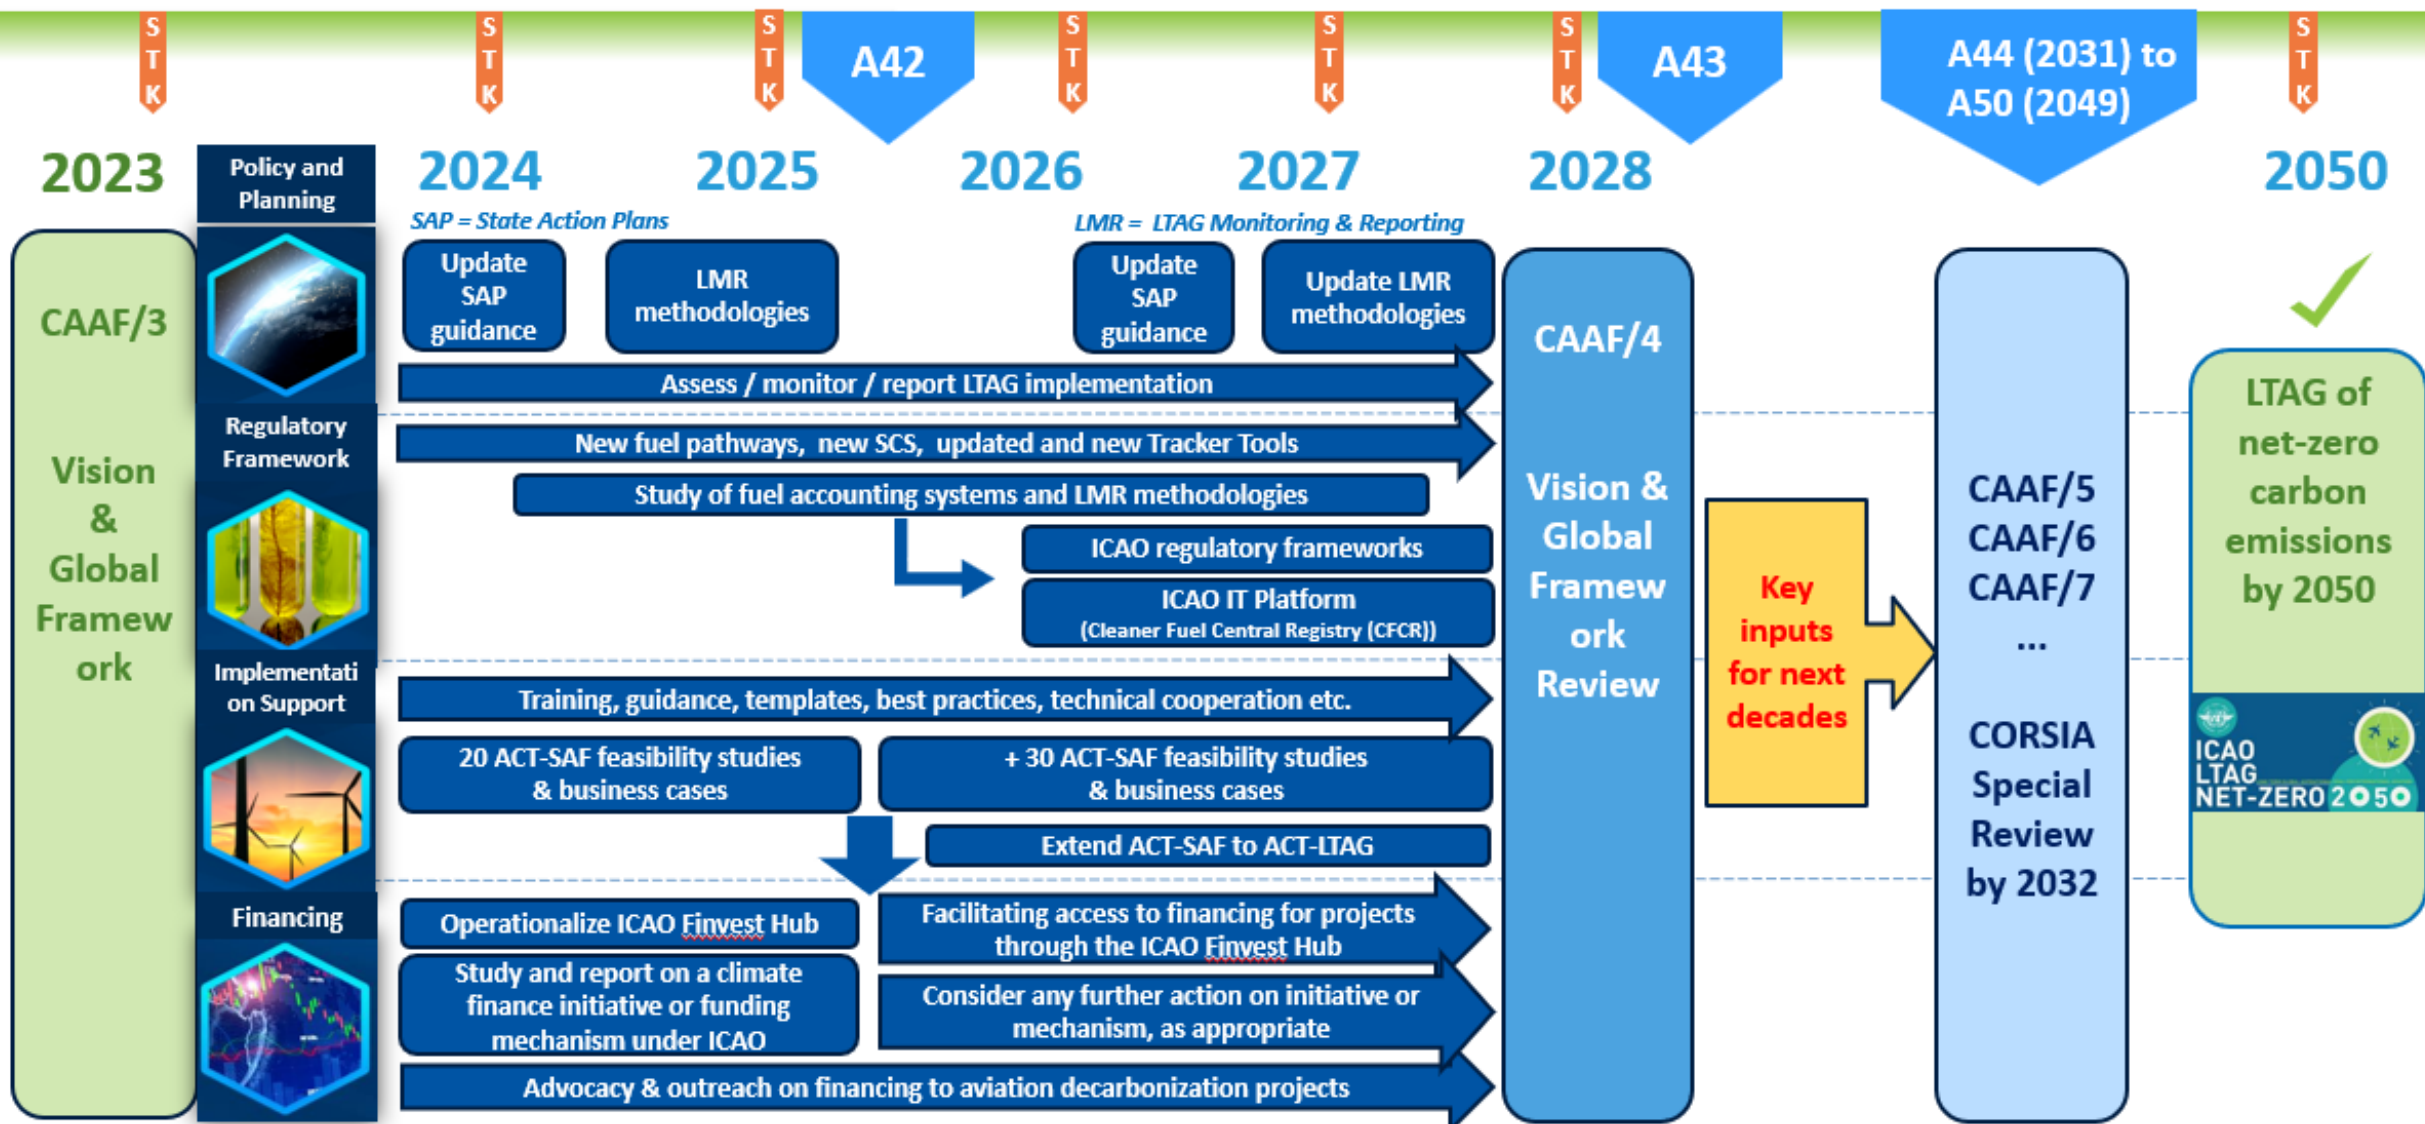 S
T
K
S
T
K
S
T
K
A42
S
T
K
S
T
K
S
T
K
A43
A44 (2031) to
A50 (2049)
S
T
K
2023
Policy and
Planning
2024
2025
2026
2027
2028
2050
SAP = State Action Plans
LMR = LTAG Monitoring & Reporting
CAAF/3
Vision
&
Global
Framew
ork
Update
SAP
guidance
LMR
methodologies
Update
SAP
guidance
Update LMR
methodologies
Assess / monitor / report LTAG implementation
Regulatory
Framework
New fuel pathways, new SCS, updated and new Tracker Tools
Study of fuel accounting systems and LMR methodologies
ICAO regulatory frameworks
ICAO IT Platform
(Cleaner Fuel Central Registry (CFCR))
Implementati
on Support
Training, guidance, templates, best practices, technical cooperation etc.
20 ACT-SAF feasibility studies
& business cases
+ 30 ACT-SAF feasibility studies
& business cases
Extend ACT-SAF to ACT-LTAG
Financing
Operationalize ICAO Finvest Hub
Facilitating access to financing for projects
through the ICAO Finvest Hub
Study and report on a climate
finance initiative or funding
mechanism under ICAO
Consider any further action on initiative or
mechanism, as appropriate
Advocacy & outreach on financing to aviation decarbonization projects
CAAF/4
Vision &
Global
Framew
ork
Review
Key
inputs
for next
decades
CAAF/5
CAAF/6
CAAF/7
...
CORSIA
Special
Review
by 2032
LTAG of
net-zero
carbon
emissions
by 2050
ICAO
LTAG
NET-ZERO 2050